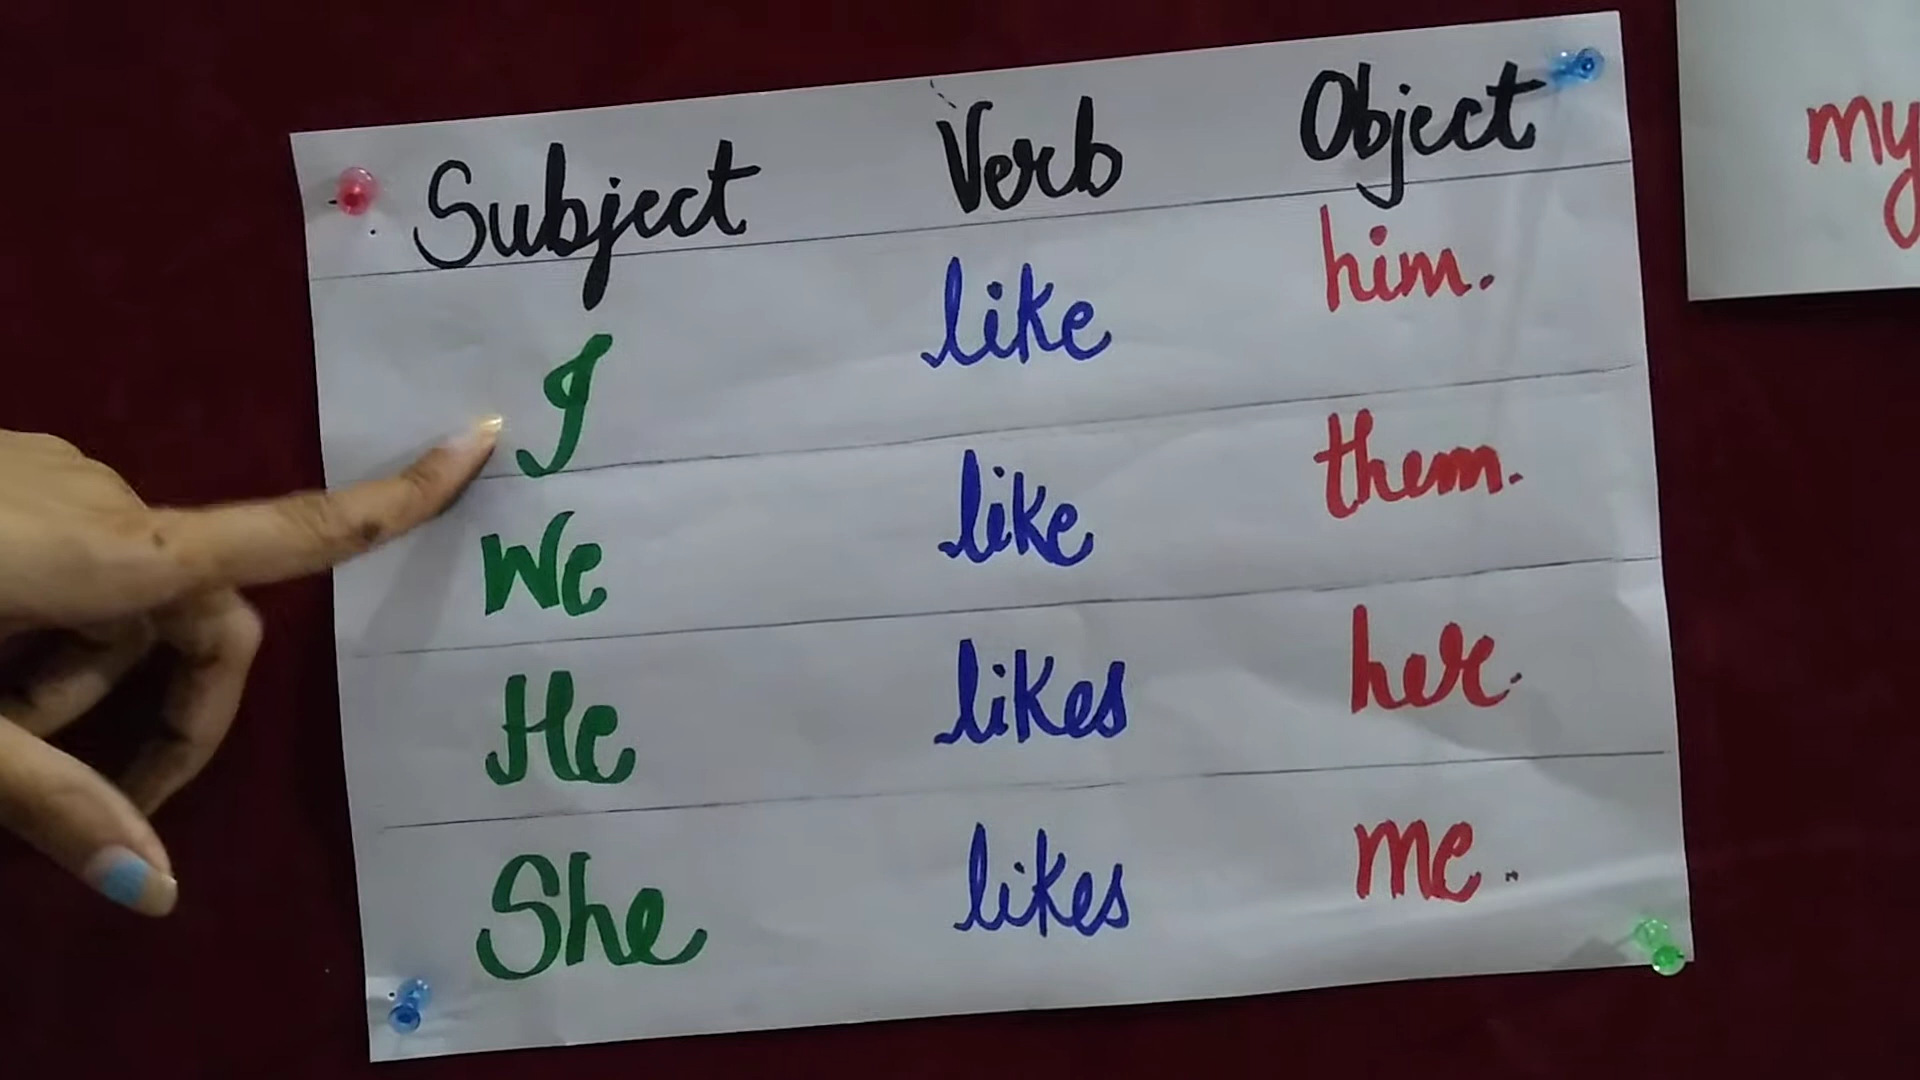 Subject Verb Object
I like him.
We like them.
He likes her.
She likes me.
my